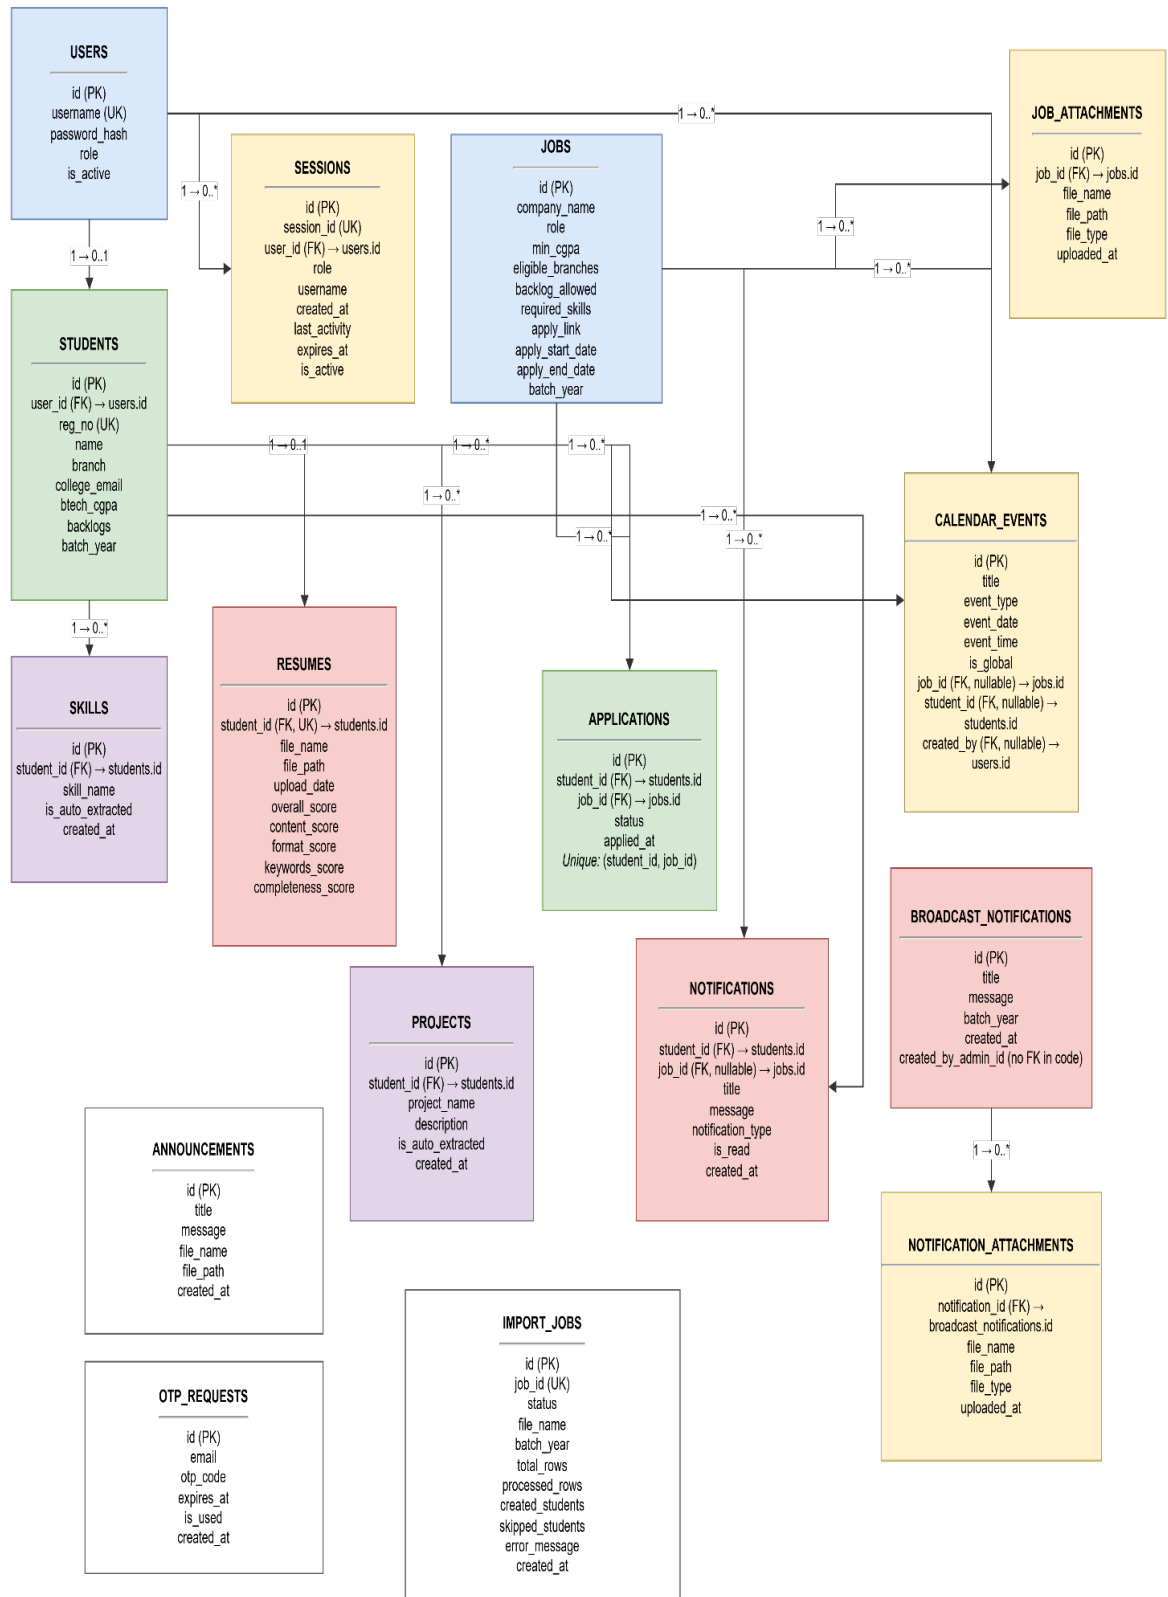 USERS
id (PK)
username (UK)
password_hash
role
is_active
1 → 0..*
1 → 0..*
1 → 0..1
SESSIONS
id (PK)
session_id (UK)
user_id (FK) → users.id
role
username
created_at
last_activity
expires_at
is_active
JOBS
id (PK)
company_name
role
min_cgpa
eligible_branches
backlog_allowed
required_skills
apply_link
apply_start_date
apply_end_date
batch_year
JOB_ATTACHMENTS
id (PK)
job_id (FK) → jobs.id
file_name
file_path
file_type
uploaded_at
1 → 0..*
1 → 0..*
STUDENTS
id (PK)
user_id (FK) → users.id
reg_no (UK)
name
branch
college_email
btech_cgpa
backlogs
batch_year
1 → 0..1
1 → 0..*
1 → 0..*
1 → 0..*
1 → 0..*
1 → 0..*
1 → 0..*
1 → 0..*
CALENDAR_EVENTS
id (PK)
title
event_type
event_date
event_time
is_global
job_id (FK, nullable) → jobs.id
student_id (FK, nullable) →
students.id
created_by (FK, nullable) →
users.id
SKILLS
id (PK)
student_id (FK) → students.id
skill_name
is_auto_extracted
created_at
RESUMES
id (PK)
student_id (FK, UK) → students.id
file_name
file_path
upload_date
overall_score
content_score
format_score
keywords_score
completeness_score
APPLICATIONS
id (PK)
student_id (FK) → students.id
job_id (FK) → jobs.id
status
applied_at
Unique: (student_id, job_id)
BROADCAST_NOTIFICATIONS
id (PK)
title
message
batch_year
created_at
created_by_admin_id (no FK in code)
PROJECTS
id (PK)
student_id (FK) → students.id
project_name
description
is_auto_extracted
created_at
NOTIFICATIONS
id (PK)
student_id (FK) → students.id
job_id (FK, nullable) → jobs.id
title
message
notification_type
is_read
created_at
1 → 0..*
ANNOUNCEMENTS
id (PK)
title
message
file_name
file_path
created_at
NOTIFICATION_ATTACHMENTS
id (PK)
notification_id (FK) →
broadcast_notifications.id
file_name
file_path
file_type
uploaded_at
IMPORT_JOBS
id (PK)
job_id (UK)
status
file_name
batch_year
total_rows
processed_rows
created_students
skipped_students
error_message
created_at
OTP_REQUESTS
id (PK)
email
otp_code
expires_at
is_used
created_at